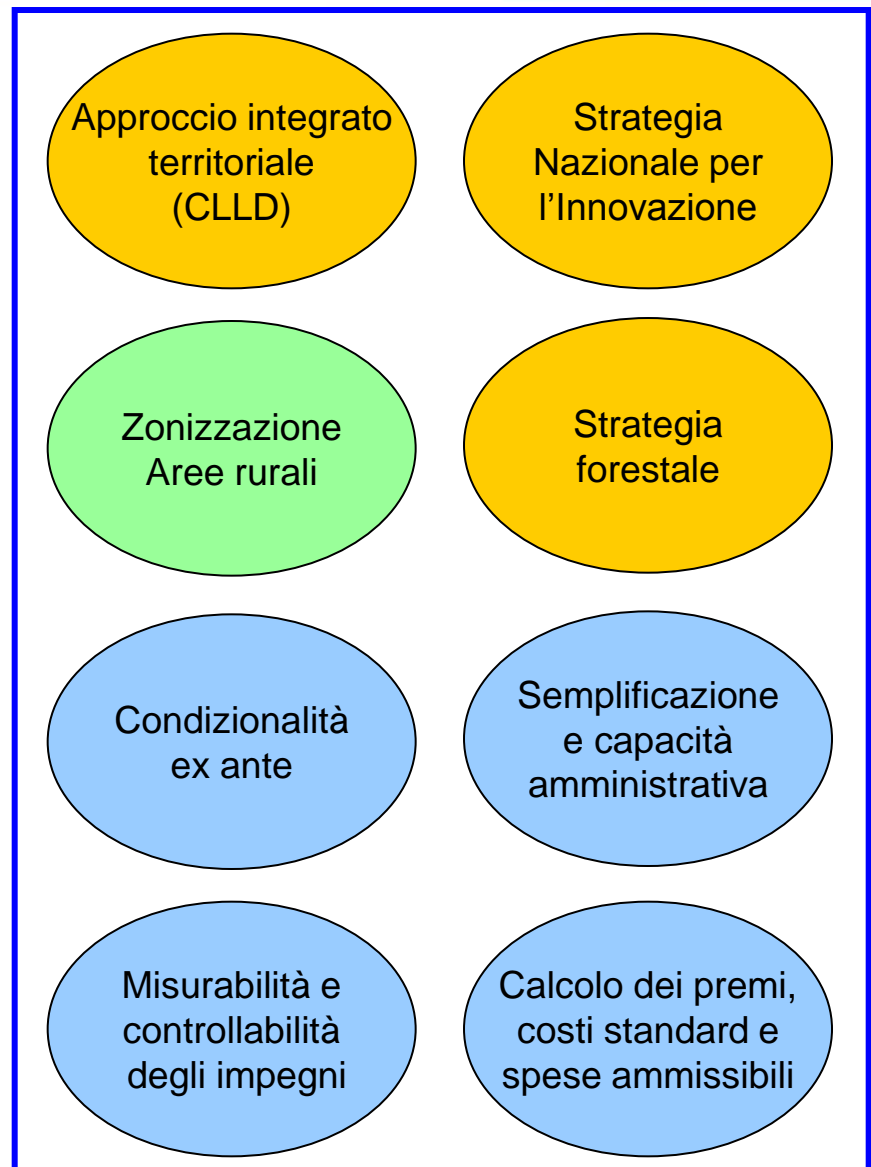 Approccio integrato
territoriale
(CLLD)
Strategia
Nazionale per
l'Innovazione
Zonizzazione
Aree rurali
Strategia
forestale
Condizionalità
ex ante
Semplificazione
e capacità
amministrativa
Misurabilità e
controllabilità
degli impegni
Calcolo dei premi,
costi standard e
spese ammissibili